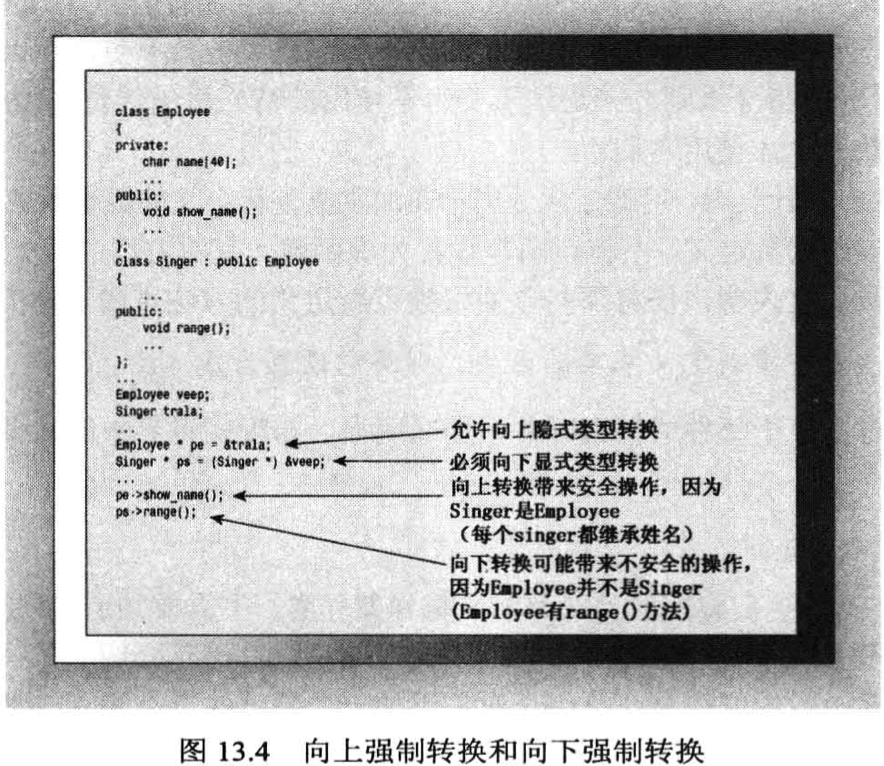 class Employee
{
private:
char name[40];
...
public:
void show_name();
...
};
class Singer : public Employee
{
...
public:
void range();
...
};
...
Employee veep;
Singer trala;
...
Employee * pe = &trala;
允许向上隐式类型转换
Singer * ps = (Singer *) &veep;
必须向下显式类型转换
...
pe->show_name();
向上转换带来安全操作，因为
Singer是Employee
（每个singer都继承姓名）
ps->range();
向下转换可能带来不安全的操作，
因为Employee并不是Singer
(Employee有range()方法)
图 13.4 向上强制转换和向下强制转换